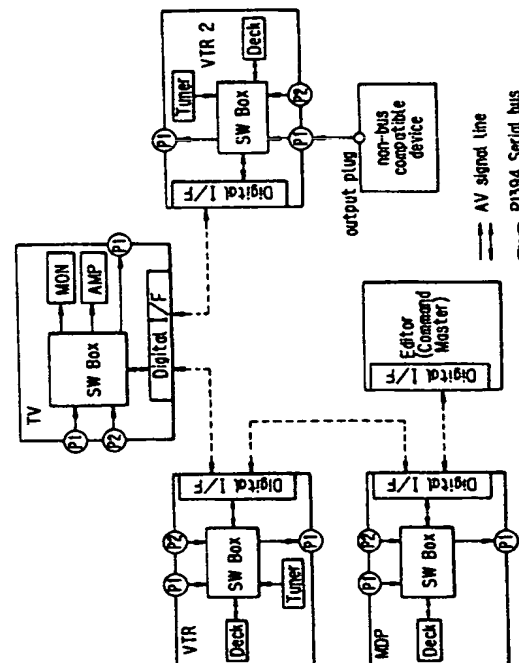 MDP
Deck
P1
P2
SW Box
P1
Digital I/F
VTR
Deck
Tuner
P1
P2
SW Box
P1
Digital I/F
Editor
(Command
Master)
Digital I/F
TV
P1
P2
SW Box
MON
AMP
P1
Digital I/F
VTR 2
Tuner
Deck
P1
SW Box
P1
P2
Digital I/F
output plug
non-bus
compatible
device
AV signal line
P1394 Serial bus